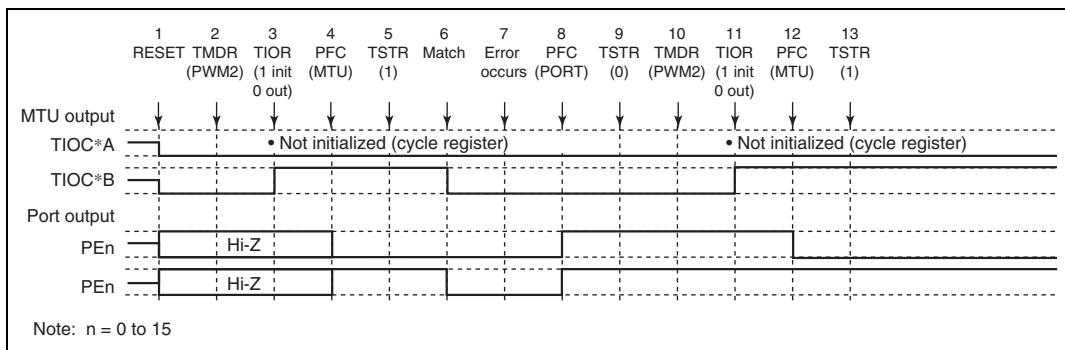 1 2 3 4 5 6 7 8 9 10 11 12 13
RESET TMDR TIOR PFC TSTR Match Error PFC TSTR TMDR TIOR PFC TSTR
(PWM2) (1 init (MTU) (1) occurs (PORT) (0) (PWM2) (1 init (MTU) (1)
0 out) 0 out)
MTU output
TIOC*A • Not initialized (cycle register) • Not initialized (cycle register)
TIOC*B
Port output
PEn Hi-Z
PEn Hi-Z
Note: n = 0 to 15